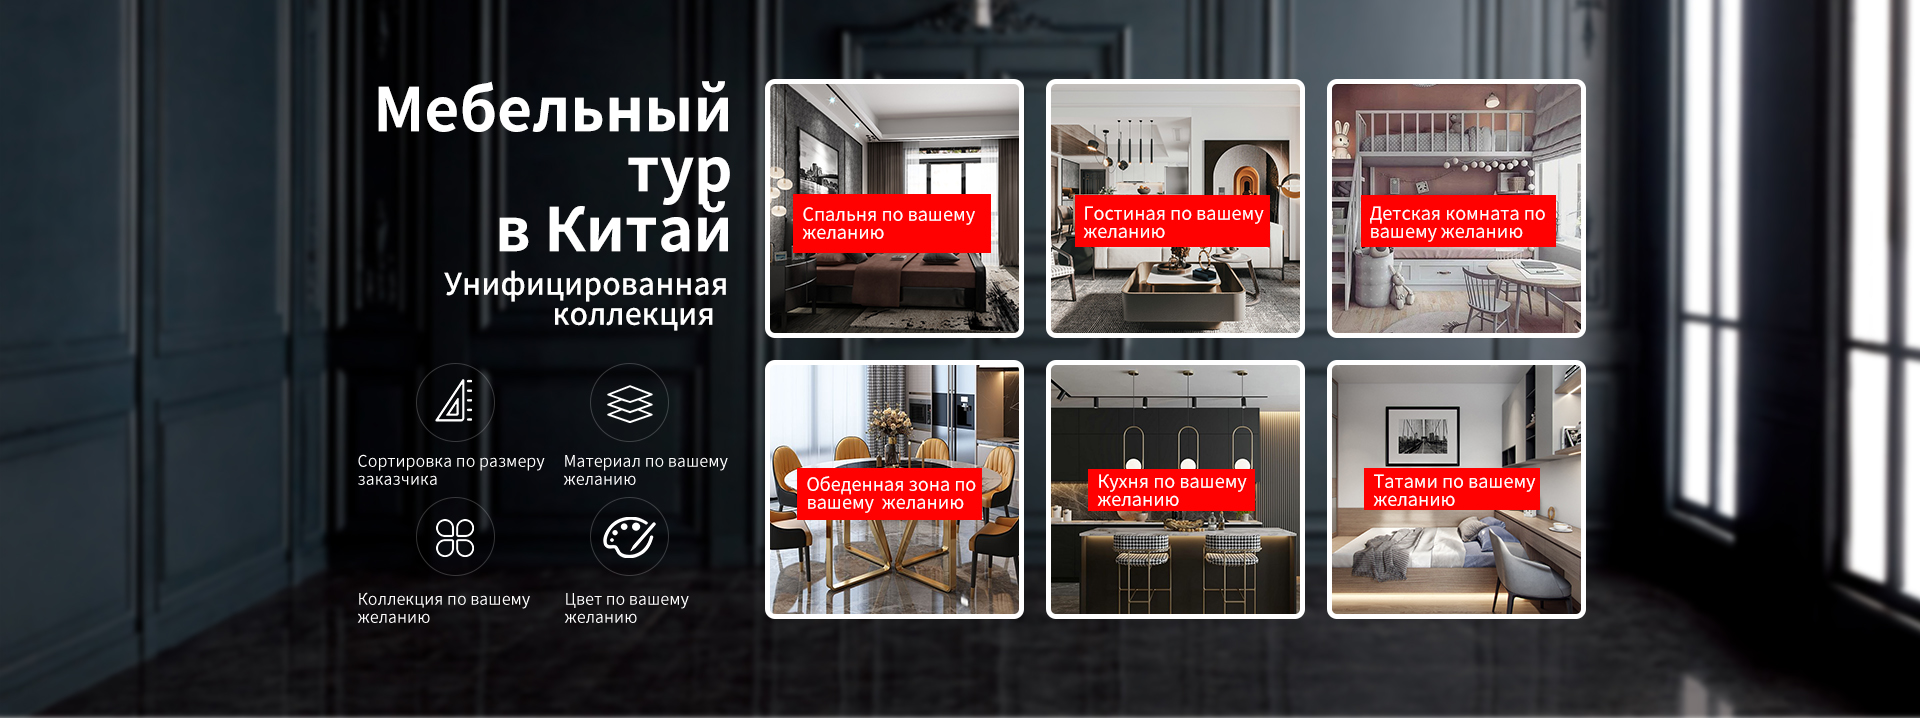 Мебельный
тур
в Китай
Унифицированная
коллекция
Сортировка по размеру
заказчика
Материал по вашему
желанию
Коллекция по вашему
желанию
Цвет по вашему
желанию
Спальня по вашему
желанию
Гостиная по вашему
желанию
Детская комната по
вашему желанию
Обеденная зона по
вашему  желанию
Кухня по вашему
желанию
Татами по вашему
желанию